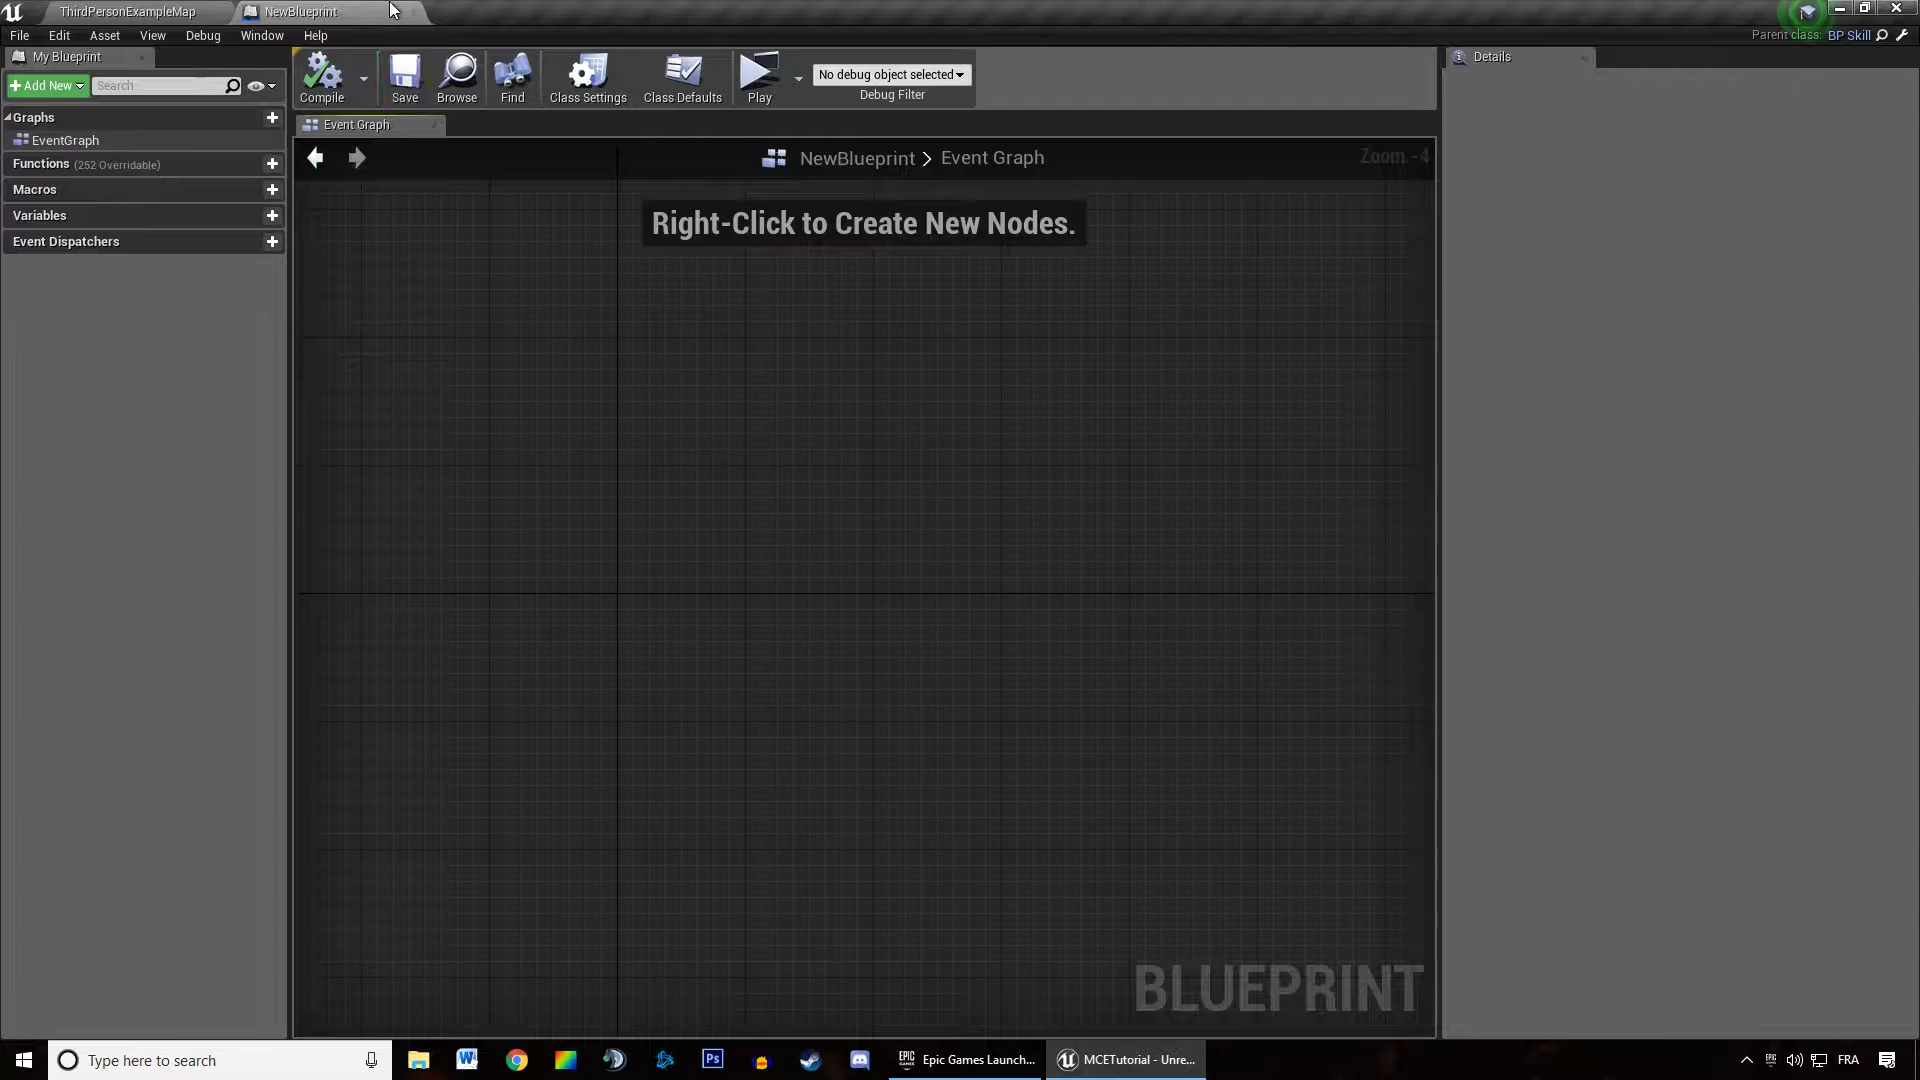 ThirdPersonExampleMap
NewBlueprint
File Edit Asset View Debug Window Help
Parent class: BP Skill
My Blueprint
Details
Add New
Search
Compile
Save
Browse
Find
Class Settings
Class Defaults
Play
No debug object selected
Debug Filter
Graphs
EventGraph
Functions (252 Overridable)
Macros
Variables
Event Dispatchers
Event Graph
NewBlueprint > Event Graph
Zoom -4
Right-Click to Create New Nodes.
BLUEPRINT
Type here to search
Ps
EPIC GAMES
Epic Games Launch...
MCETutorial - Unre...
FRA